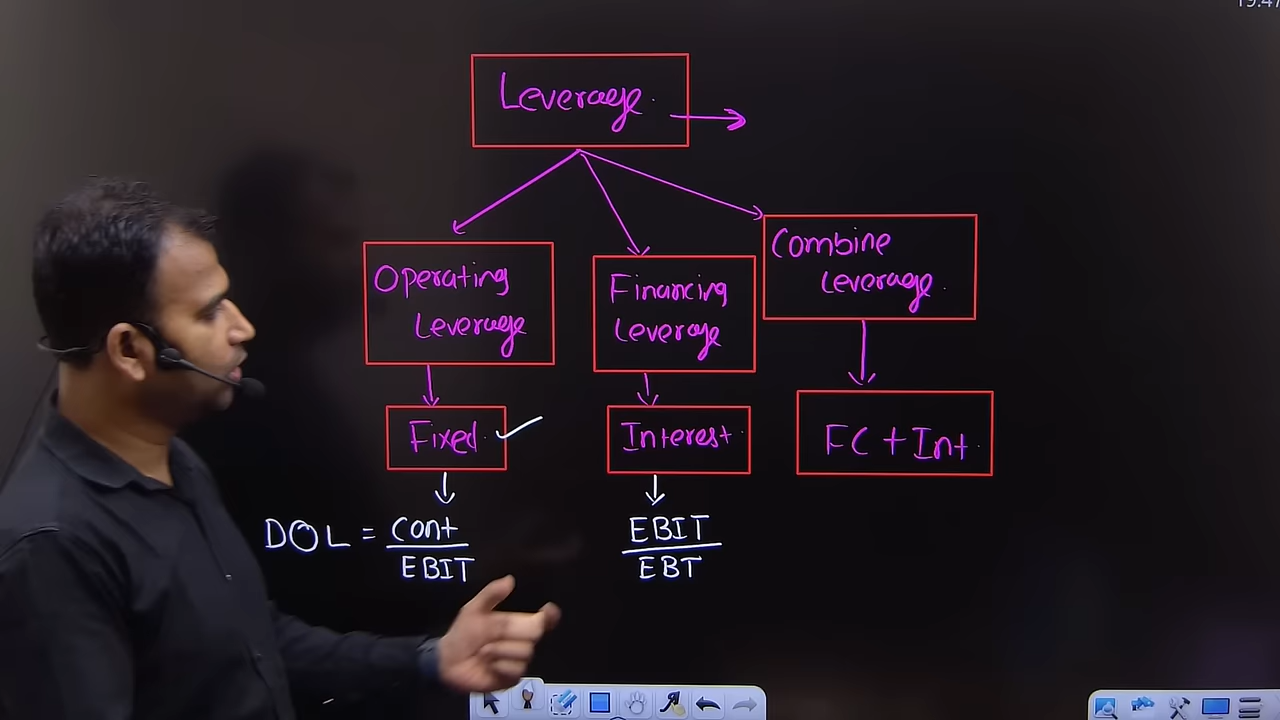 Leverage
Operating
Leverage
Financing
Leverage
Combine
Leverage
Fixed
Interest
FC + Int
DOL = Cont
EBIT
EBIT
EBT